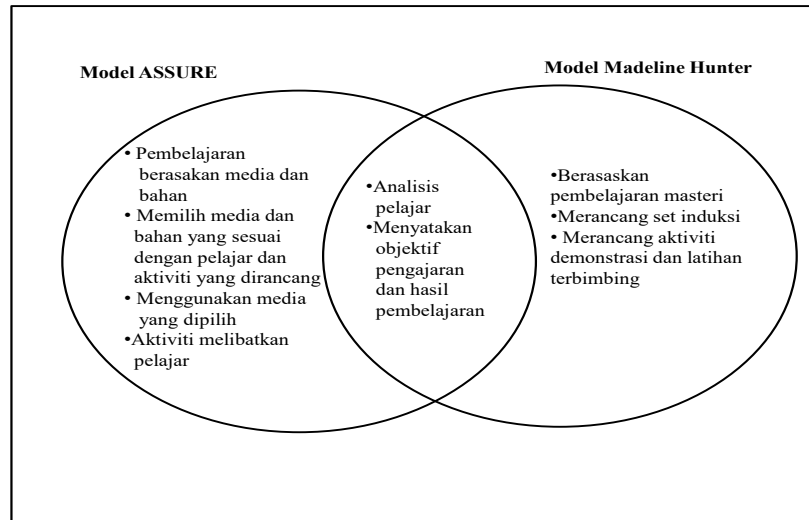 Model ASSURE
Model Madeline Hunter
• Pembelajaran
berasakan media dan
bahan
• Memilih media dan
bahan yang sesuai
dengan pelajar dan
aktiviti yang dirancang
• Menggunakan media
yang dipilih
•Aktiviti melibatkan
pelajar
•Analisis
pelajar
•Menyatakan
objektif
pengajaran
dan hasil
pembelajaran
•Berasaskan
pembelajaran masteri
•Merancang set induksi
• Merancang aktiviti
demonstrasi dan latihan
terbimbing